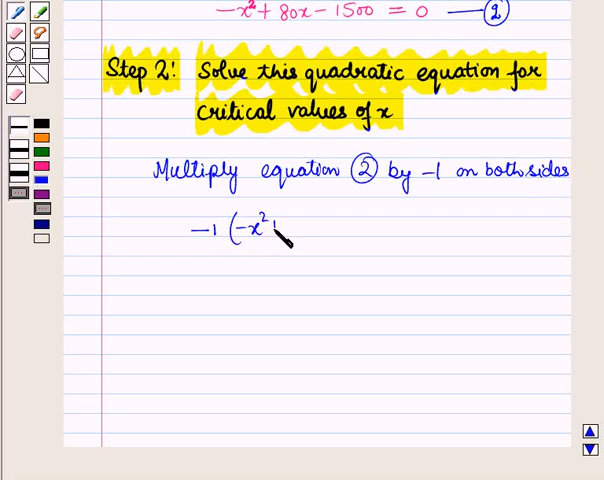 -x² + 80x - 1500 = 0 — ②
Step 2: Solve this quadratic equation for
critical values of x
Multiply equation ② by -1 on both sides
-1 (-x²